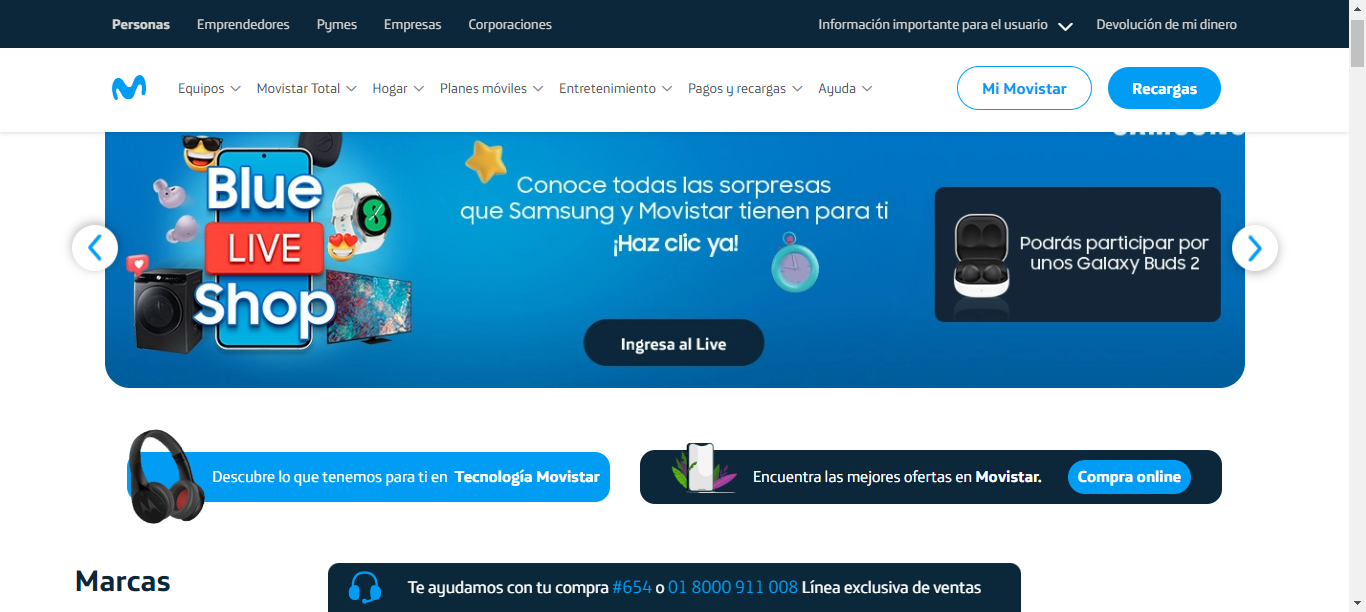 Personas Emprendedores Pymes Empresas Corporaciones Información importante para el usuario Devolución de mi dinero
Equipos Movistar Total Hogar Planes móviles Entretenimiento Pagos y recargas Ayuda Mi Movistar Recargas
SAMSUNG
Blue
LIVE
Shop
Conoce todas las sorpresas
que Samsung y Movistar tienen para ti
¡Haz clic ya!
Ingresa al Live
Podrás participar por
unos Galaxy Buds 2
Descubre lo que tenemos para ti en Tecnología Movistar
Encuentra las mejores ofertas en Movistar. Compra online
Marcas
Te ayudamos con tu compra #654 o 01 8000 911 008 Línea exclusiva de ventas